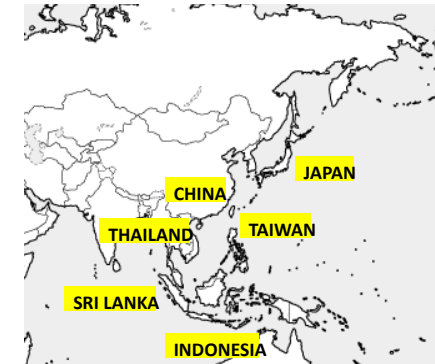 JAPAN
CHINA
TAIWAN
THAILAND
SRI LANKA
INDONESIA